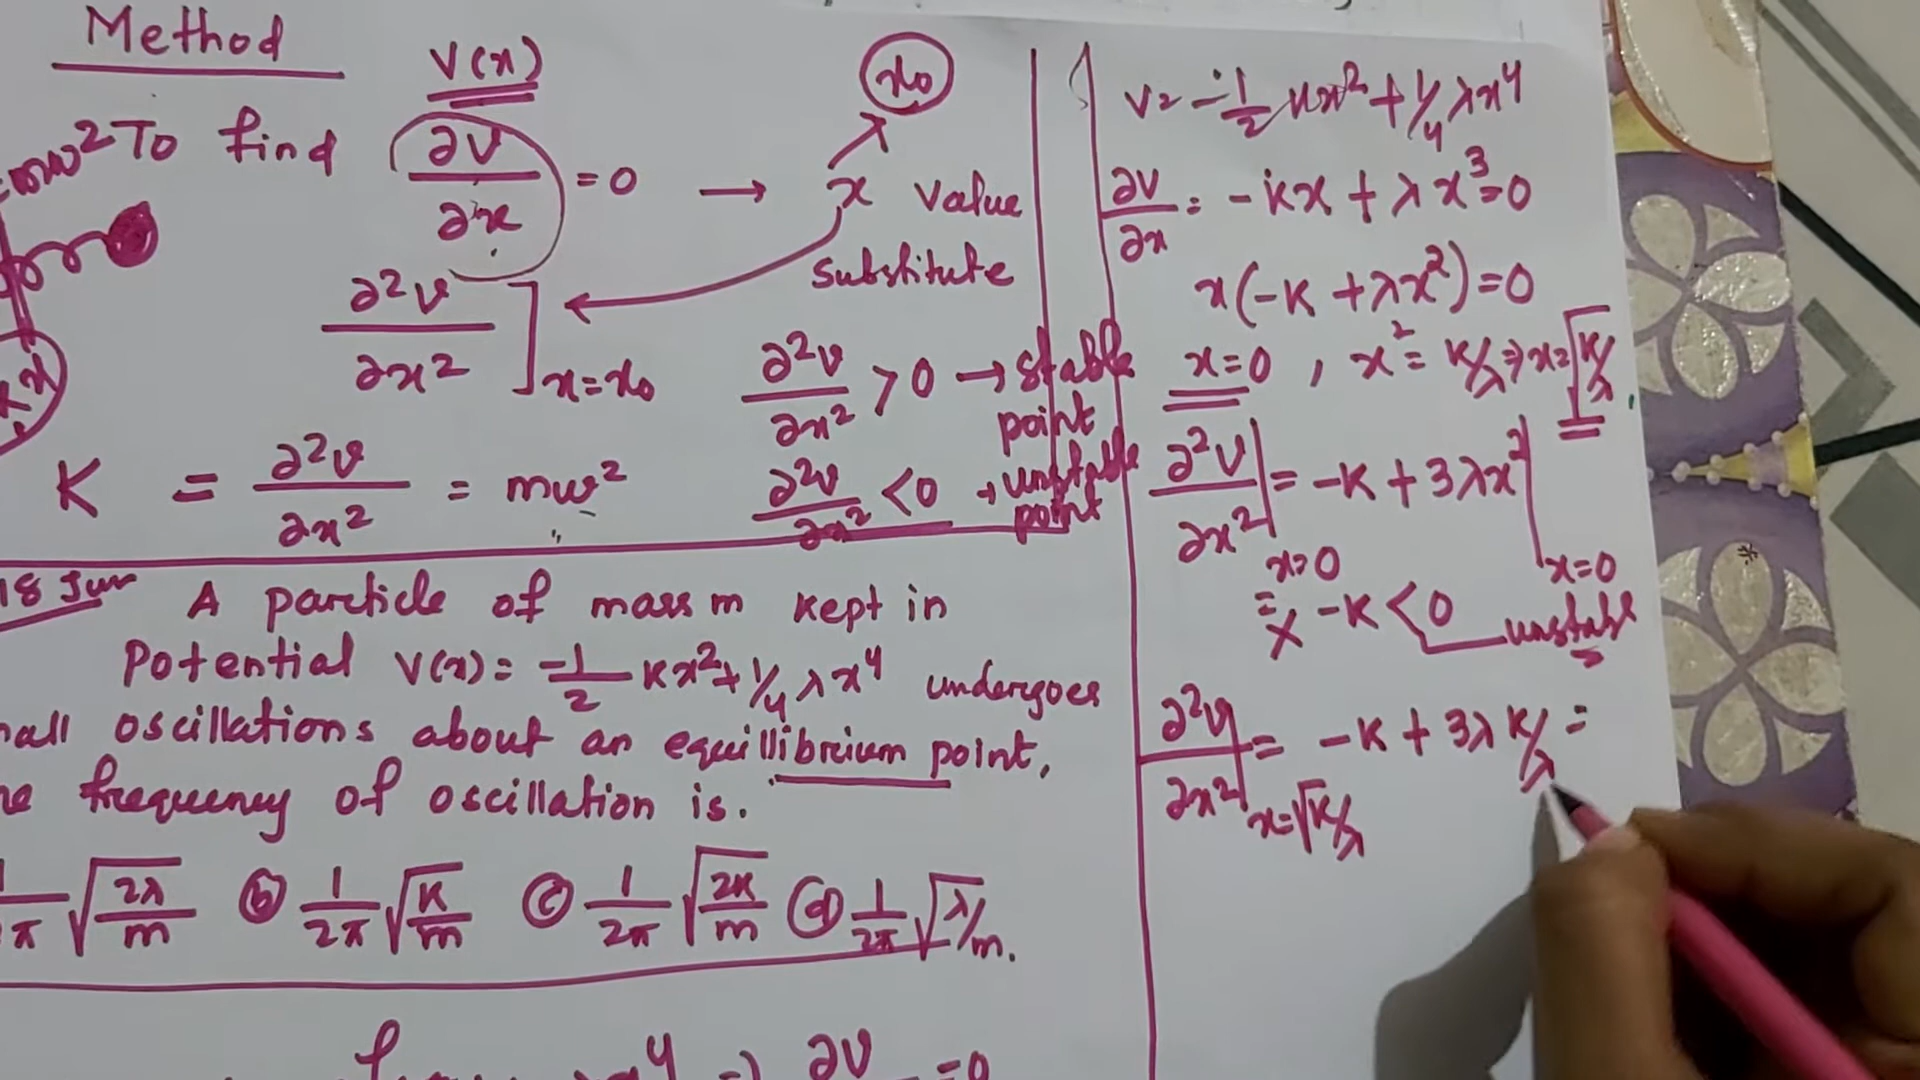 Method
V(x)
=mω² To find ∂V/∂x = 0 → x value
x₀
substitute
∂²V/∂x² ]x=x₀
∂²V/∂x² > 0 → stable point
K = ∂²V/∂x² = mω²
∂²V/∂x² < 0 → unstable point
18 Jun A particle of mass m kept in
Potential V(x) = -1/2 Kx² + 1/4 λx⁴ undergoes
oscillations about an equillibrium point,
frequency of oscillation is.
√(2λ/m) (b) 1/2π √(K/m) (c) 1/2π √(2K/m) (d) 1/2π √(λ/m).
x⁴ ⇒ ∂V = 0
V = -1/2 Kx² + 1/4 λx⁴
∂V/∂x = -Kx + λx³ = 0
x(-K + λx²) = 0
x=0 , x² = K/λ ⇒ x = √(K/λ)
∂²V/∂x² |x=0 = -K + 3λx² |x=0
= -K < 0 unstable
∂²V/∂x² |x=√K/λ = -K + 3λ K/λ =